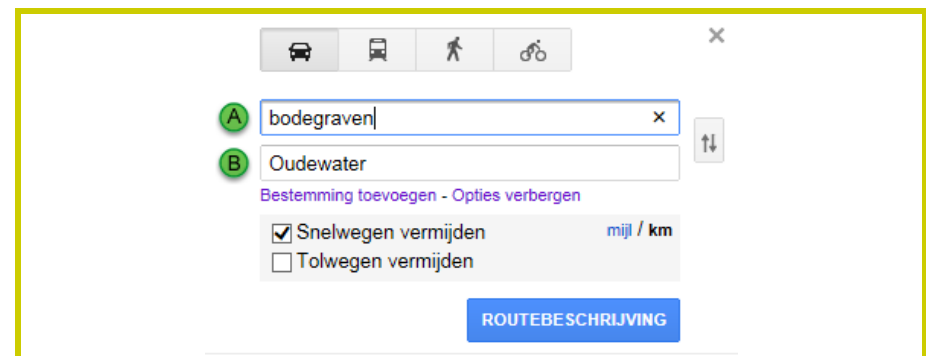 A bodegraven ×
B Oudewater
Bestemming toevoegen - Opties verbergen
Snelwegen vermijden mijl / km
Tolwegen vermijden
ROUTEBESCHRIJVING